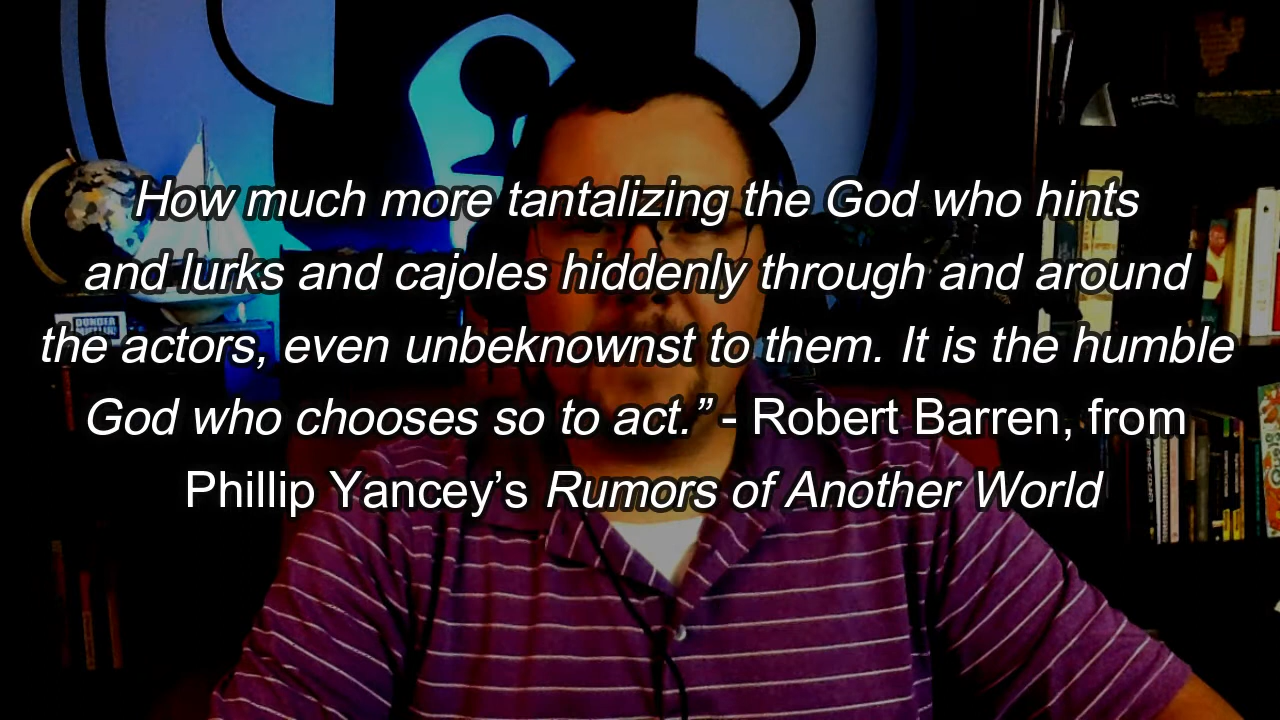 How much more tantalizing the God who hints
and lurks and cajoles hiddenly through and around
the actors, even unbeknownst to them. It is the humble
God who chooses so to act.” - Robert Barren, from
Phillip Yancey’s Rumors of Another World
DUNDER
MIFFLIN